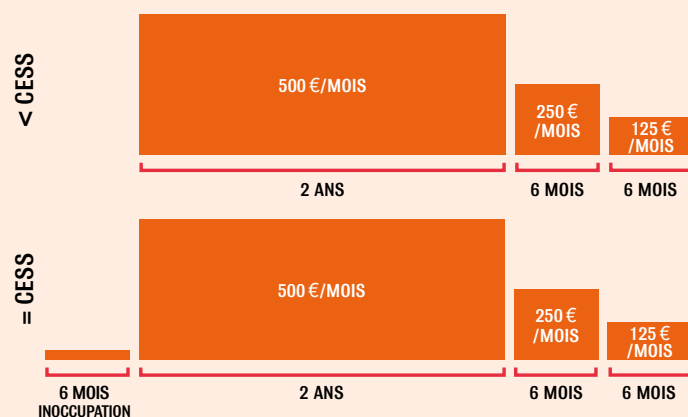 < CESS
500 €/MOIS
250 €
/MOIS
125 €
/MOIS
2 ANS
6 MOIS
6 MOIS
= CESS
500 €/MOIS
250 €
/MOIS
125 €
/MOIS
6 MOIS
INOCCUPATION
2 ANS
6 MOIS
6 MOIS